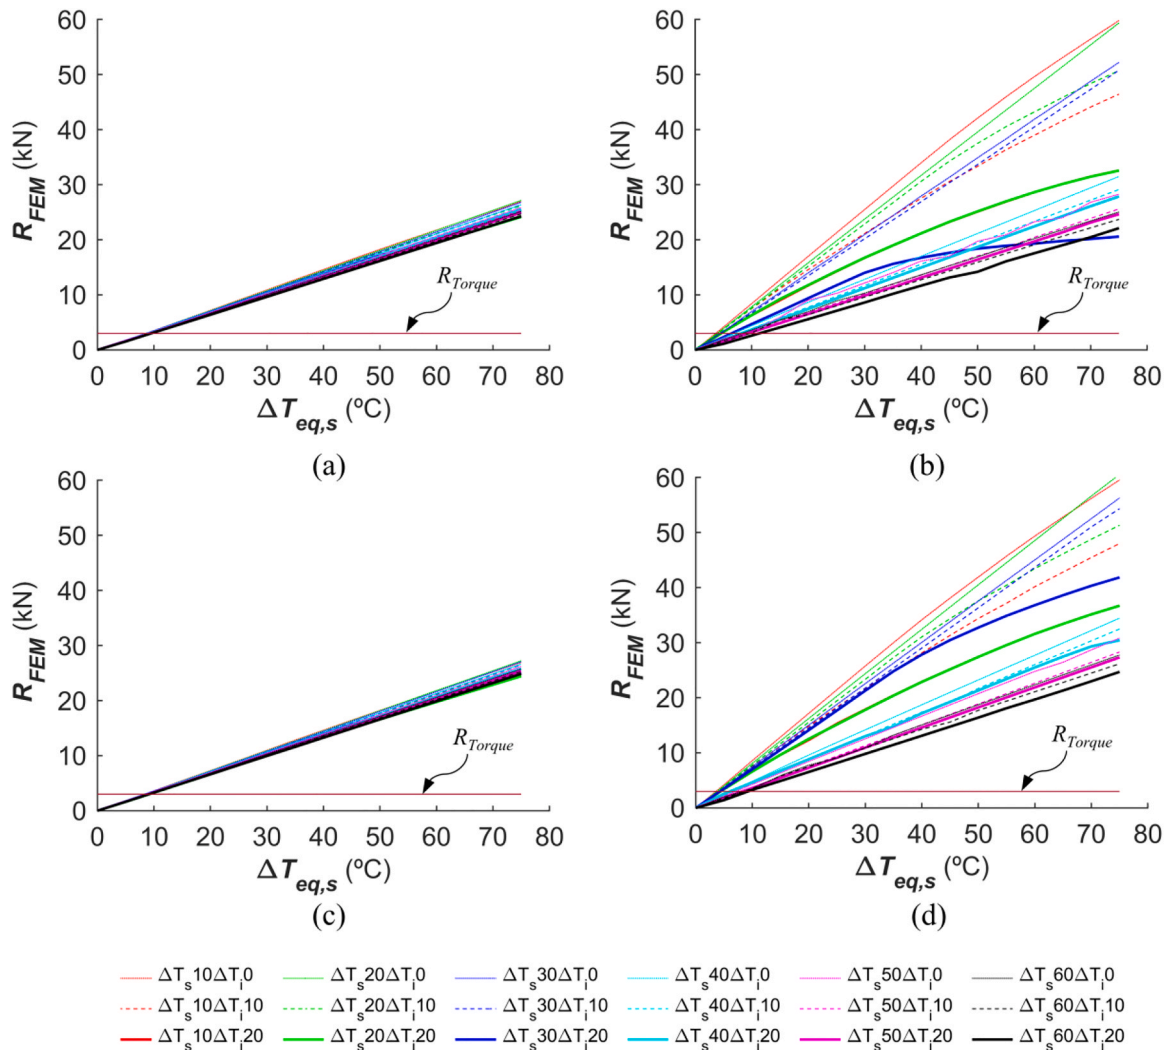 60
50
40
30
20
10
0
R_FEM (kN)
R_Torque
0 10 20 30 40 50 60 70 80
ΔT_eq,s (ºC)
(a)
60
50
40
30
20
10
0
R_FEM (kN)
R_Torque
0 10 20 30 40 50 60 70 80
ΔT_eq,s (ºC)
(b)
60
50
40
30
20
10
0
R_FEM (kN)
R_Torque
0 10 20 30 40 50 60 70 80
ΔT_eq,s (ºC)
(c)
60
50
40
30
20
10
0
R_FEM (kN)
R_Torque
0 10 20 30 40 50 60 70 80
ΔT_eq,s (ºC)
(d)
ΔT_s10ΔT_i0 ΔT_s20ΔT_i0 ΔT_s30ΔT_i0 ΔT_s40ΔT_i0 ΔT_s50ΔT_i0 ΔT_s60ΔT_i0
ΔT_s10ΔT_i10 ΔT_s20ΔT_i10 ΔT_s30ΔT_i10 ΔT_s40ΔT_i10 ΔT_s50ΔT_i10 ΔT_s60ΔT_i10
ΔT_s10ΔT_i20 ΔT_s20ΔT_i20 ΔT_s30ΔT_i20 ΔT_s40ΔT_i20 ΔT_s50ΔT_i20 ΔT_s60ΔT_i20